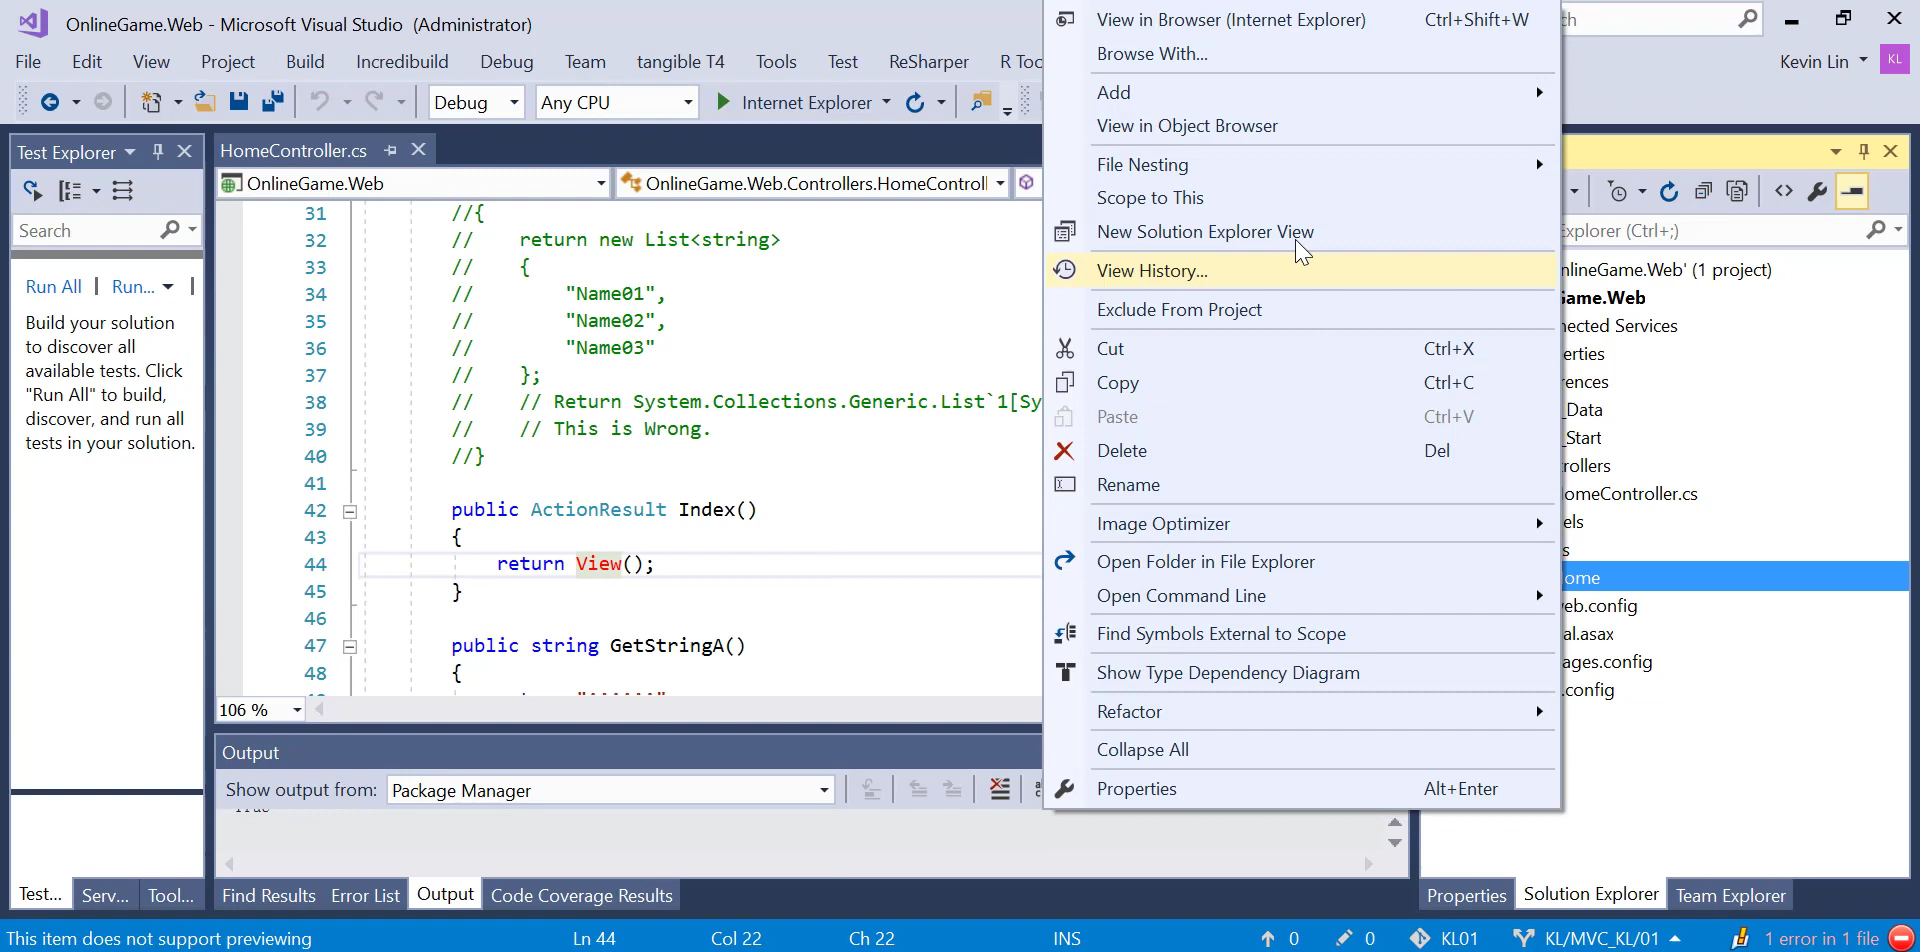 OnlineGame.Web - Microsoft Visual Studio (Administrator)
File Edit View Project Build Incredibuild Debug Team tangible T4 Tools Test ReSharper R Too
Kevin Lin KL
Debug Any CPU Internet Explorer
Test Explorer
Search
Run All | Run... |
Build your solution
to discover all
available tests. Click
"Run All" to build,
discover, and run all
tests in your solution.
HomeController.cs
OnlineGame.Web OnlineGame.Web.Controllers.HomeControll
31 //{
32 // return new List<string>
33 // {
34 // "Name01",
35 // "Name02",
36 // "Name03"
37 // };
38 // // Return System.Collections.Generic.List`1[Sy
39 // // This is Wrong.
40 //}
41
42 public ActionResult Index()
43 {
44 return View();
45 }
46
47 public string GetStringA()
48 {
106 %
Output
Show output from: Package Manager
View in Browser (Internet Explorer) Ctrl+Shift+W
Browse With...
Add
View in Object Browser
File Nesting
Scope to This
New Solution Explorer View
View History...
Exclude From Project
Cut Ctrl+X
Copy Ctrl+C
Paste Ctrl+V
Delete Del
Rename
Image Optimizer
Open Folder in File Explorer
Open Command Line
Find Symbols External to Scope
Show Type Dependency Diagram
Refactor
Collapse All
Properties Alt+Enter
ch
Explorer (Ctrl+;)
nlineGame.Web' (1 project)
Game.Web
nected Services
erties
rences
_Data
_Start
rollers
omeController.cs
els
s
ome
eb.config
al.asax
ages.config
.config
Test... Serv... Tool...
Find Results Error List Output Code Coverage Results
Properties Solution Explorer Team Explorer
This item does not support previewing Ln 44 Col 22 Ch 22 INS 0 0 KL01 KL/MVC_KL/01 1 error in 1 file